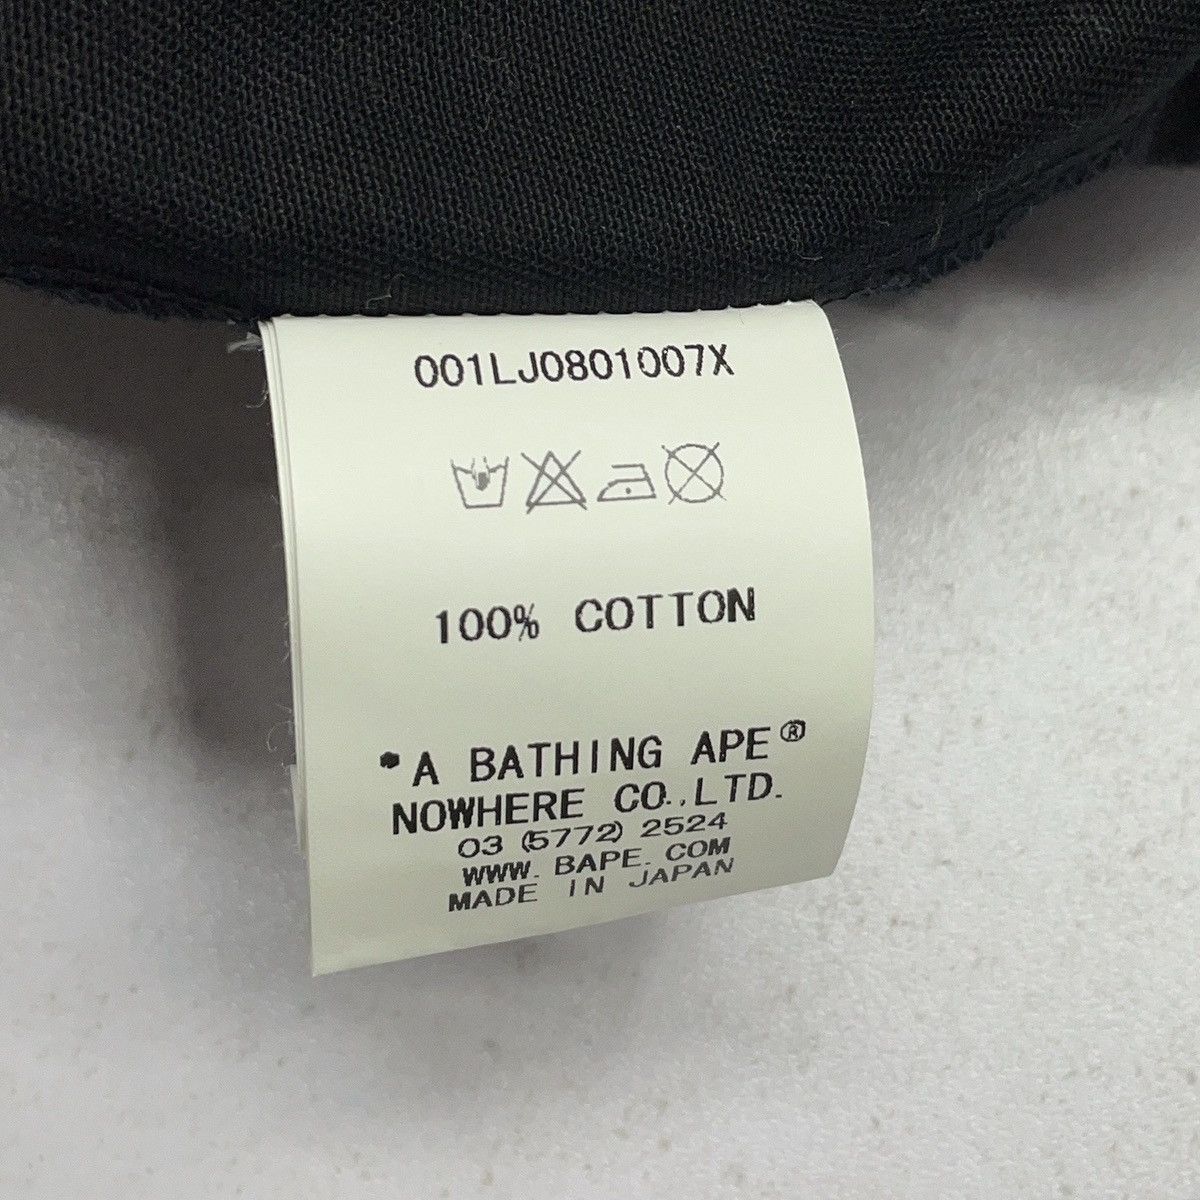 001LJ0801007X
100% COTTON
*A BATHING APE®
NOWHERE CO.,LTD.
03 (5772) 2524
WWW. BAPE. COM
MADE IN JAPAN